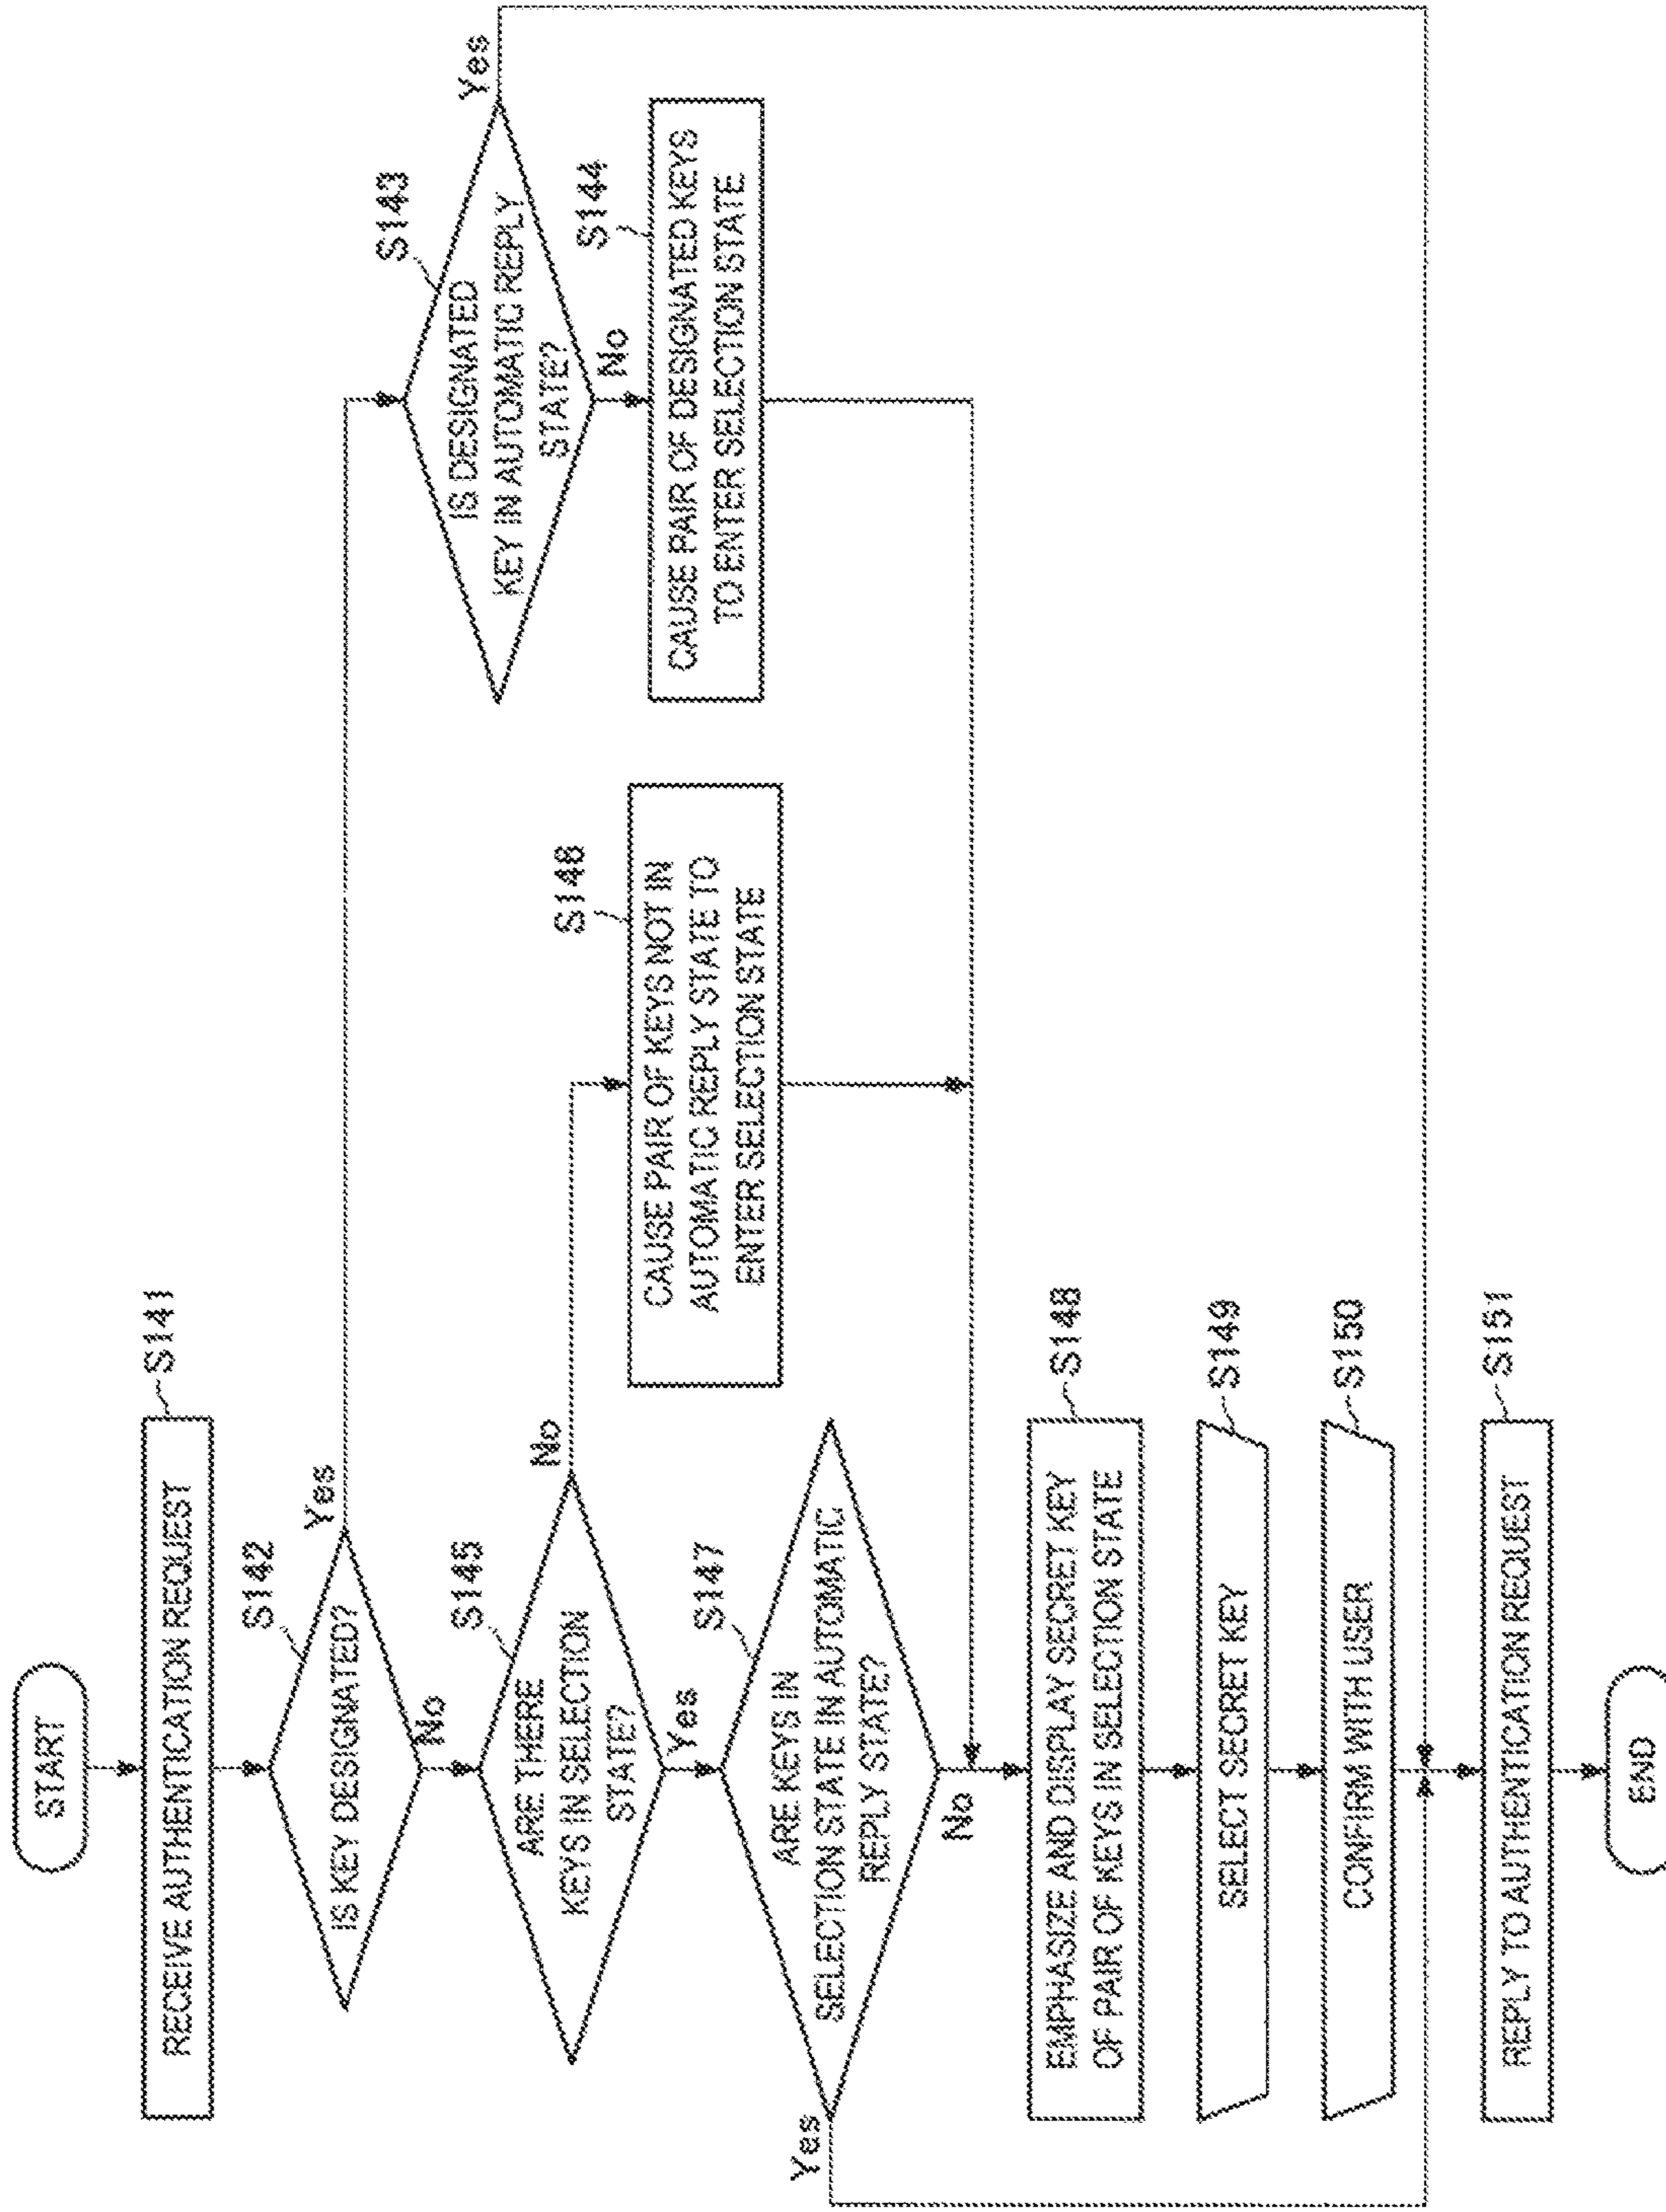 START
S141
RECEIVE AUTHENTICATION REQUEST
S142
IS KEY DESIGNATED?
Yes
No
S143
IS DESIGNATED
KEY IN AUTOMATIC REPLY
STATE?
Yes
No
S144
CAUSE PAIR OF DESIGNATED KEYS
TO ENTER SELECTION STATE
S145
ARE THERE
KEYS IN SELECTION
STATE?
No
Yes
S146
CAUSE PAIR OF KEYS NOT IN
AUTOMATIC REPLY STATE TO
ENTER SELECTION STATE
S147
ARE KEYS IN
SELECTION STATE IN AUTOMATIC
REPLY STATE?
Yes
No
S148
EMPHASIZE AND DISPLAY SECRET KEY
OF PAIR OF KEYS IN SELECTION STATE
S149
SELECT SECRET KEY
S150
CONFIRM WITH USER
S151
REPLY TO AUTHENTICATION REQUEST
END